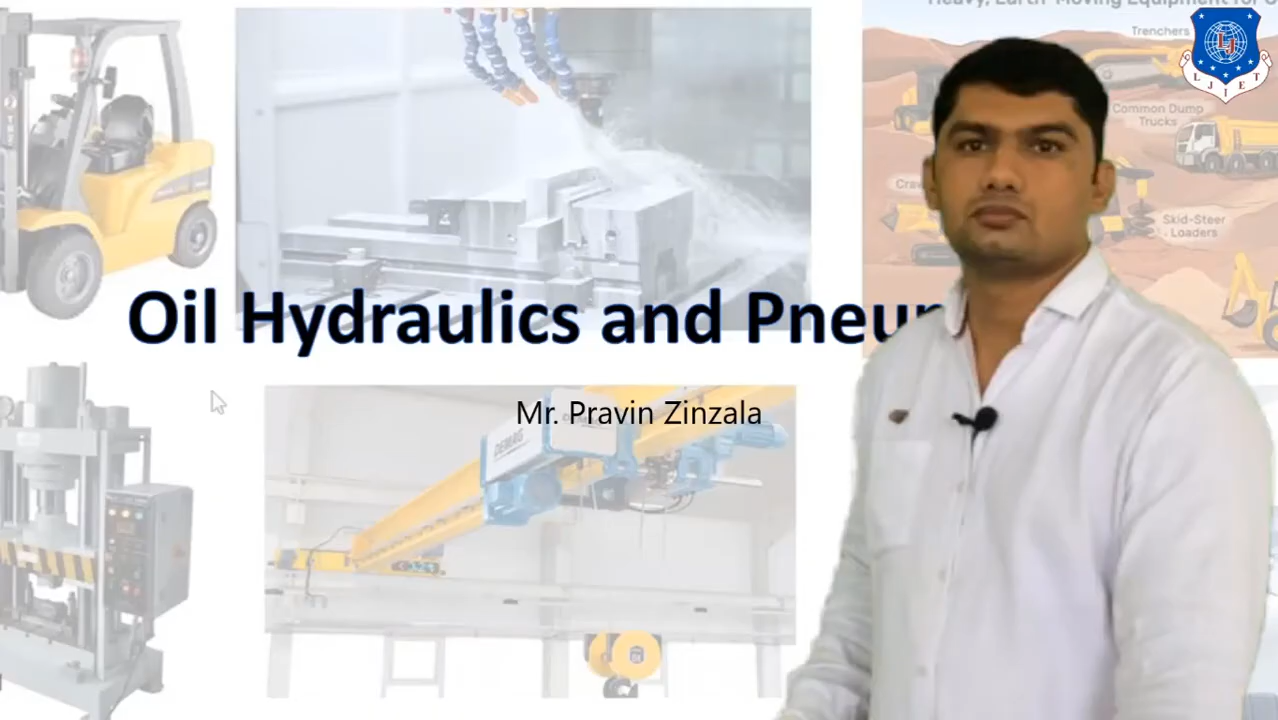 Heavy, Earth-Moving Equipment for
Trenchers
L J I E T
Common Dump
Trucks
Skid-Steer
Loaders
Oil Hydraulics and Pneu
Mr. Pravin Zinzala
DEMAG